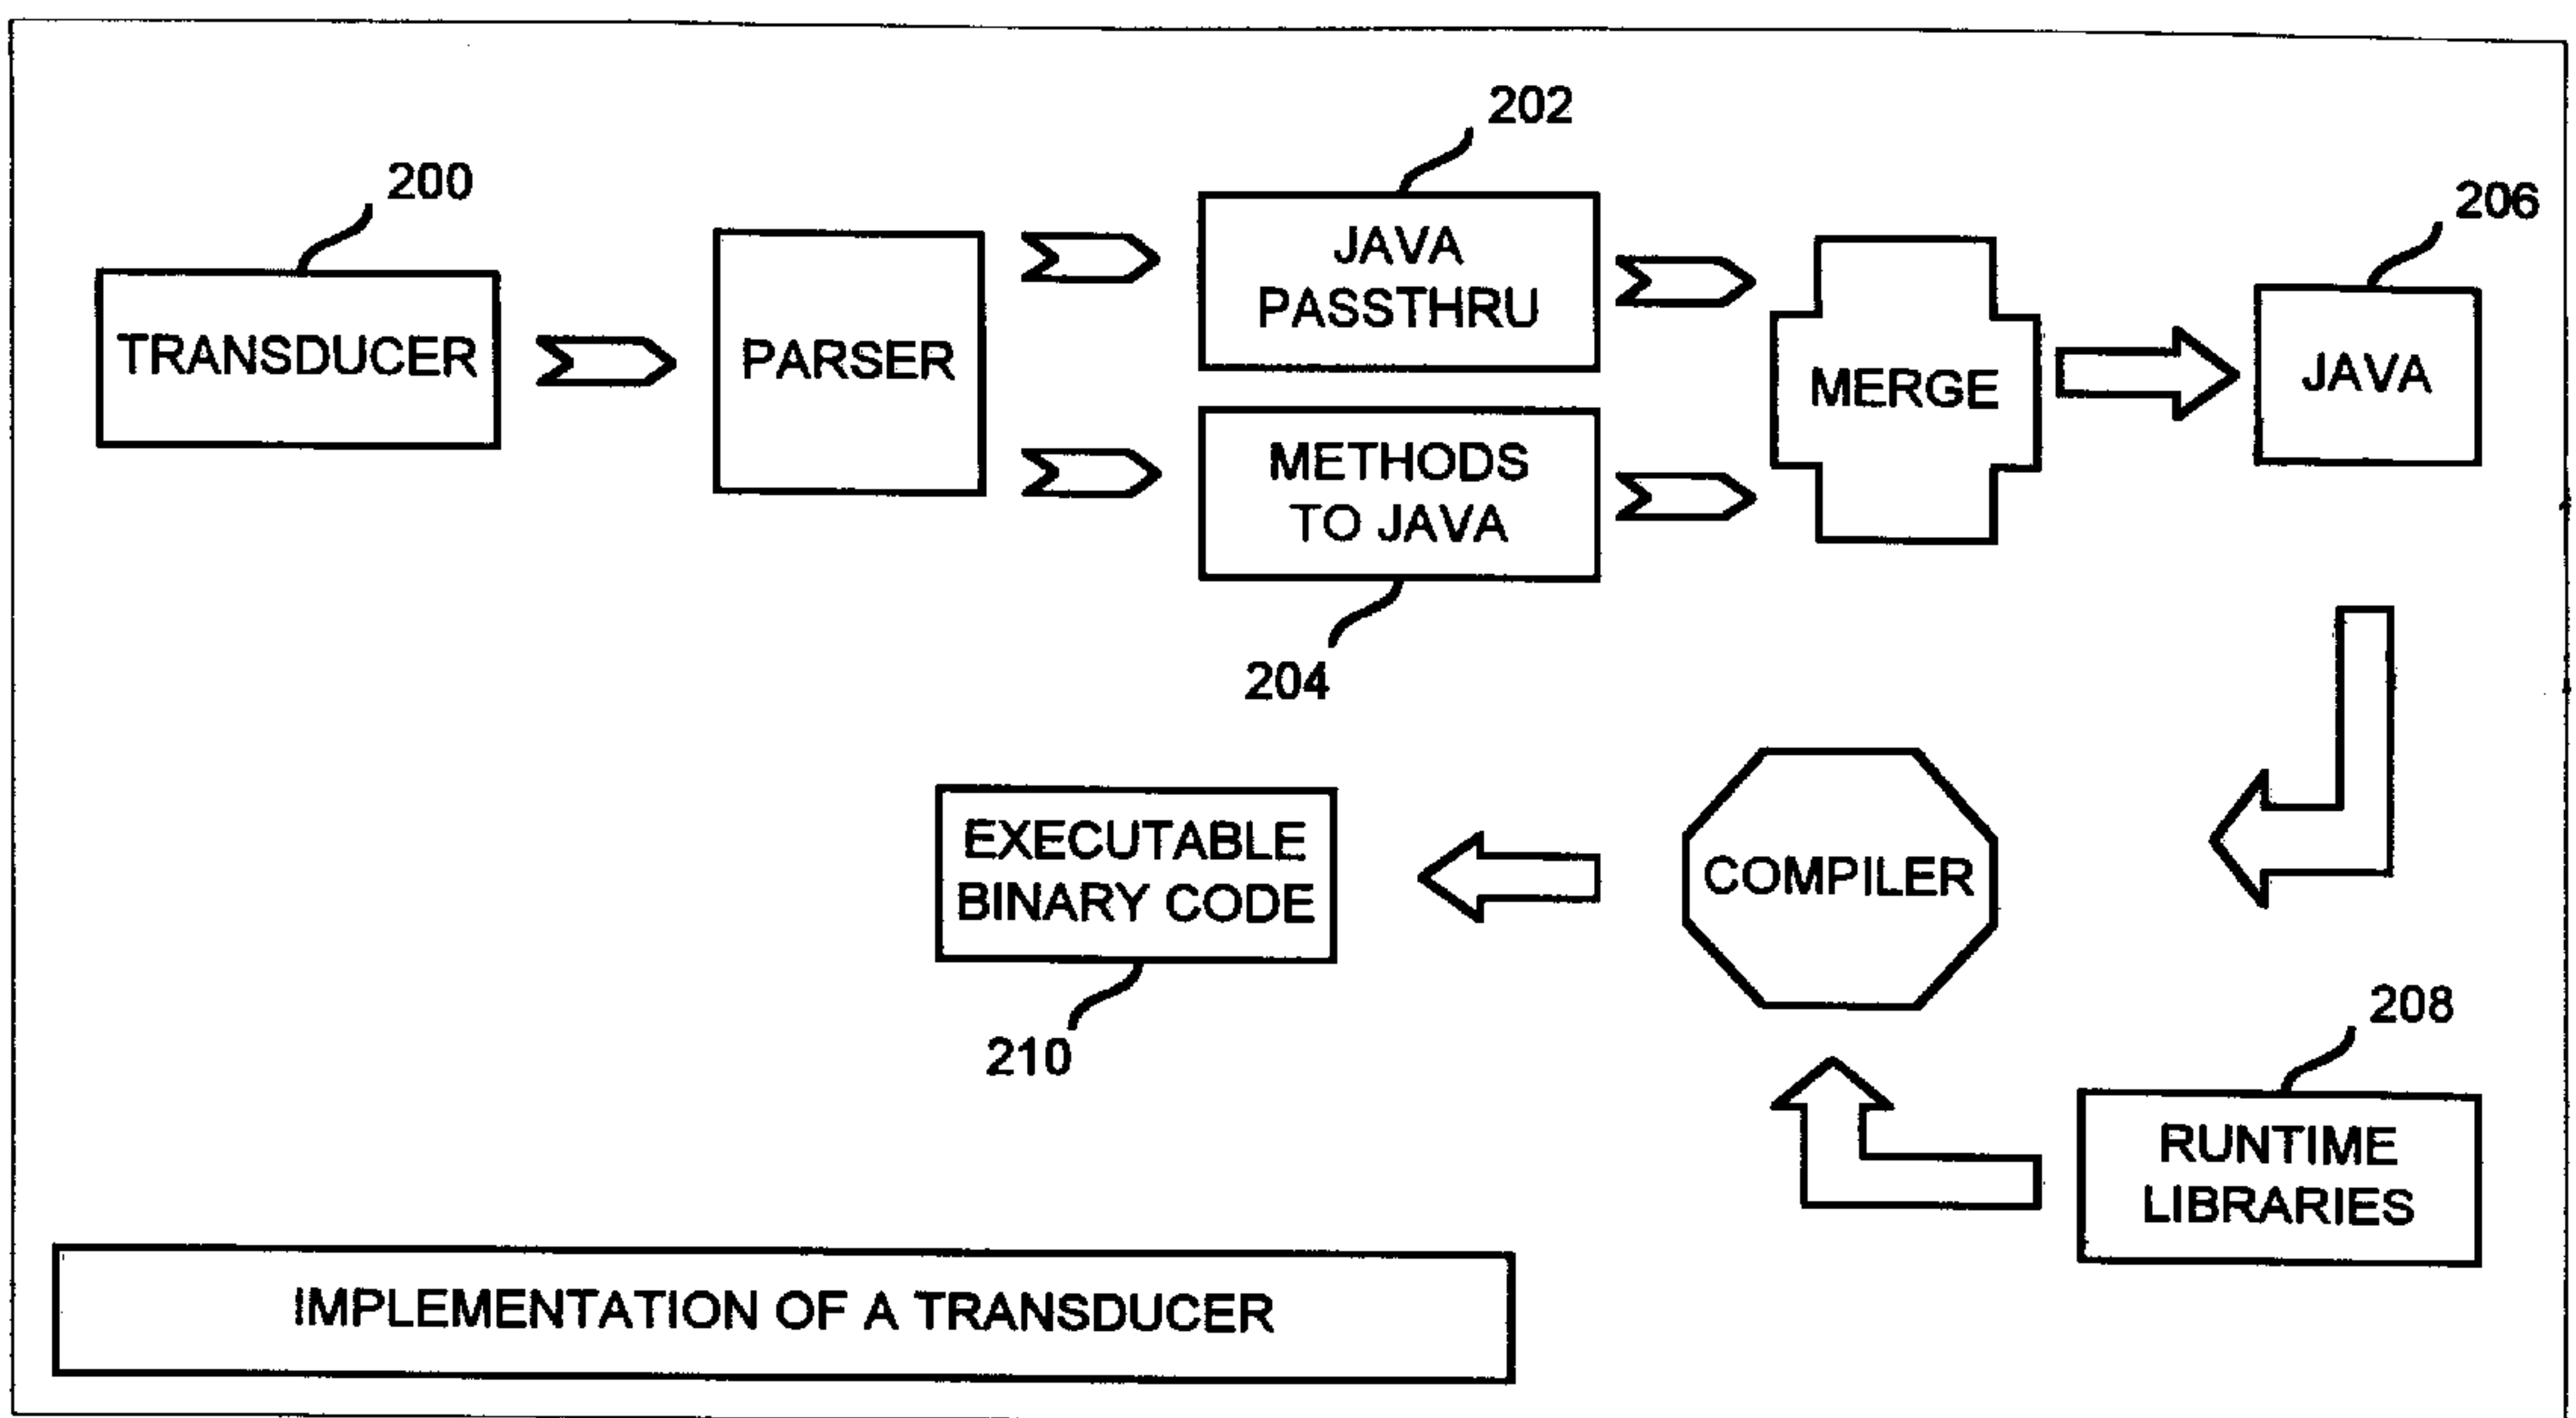 202
200
206
JAVA
PASSTHRU
TRANSDUCER
PARSER
MERGE
JAVA
METHODS
TO JAVA
204
EXECUTABLE
BINARY CODE
COMPILER
210
208
RUNTIME
LIBRARIES
IMPLEMENTATION OF A TRANSDUCER